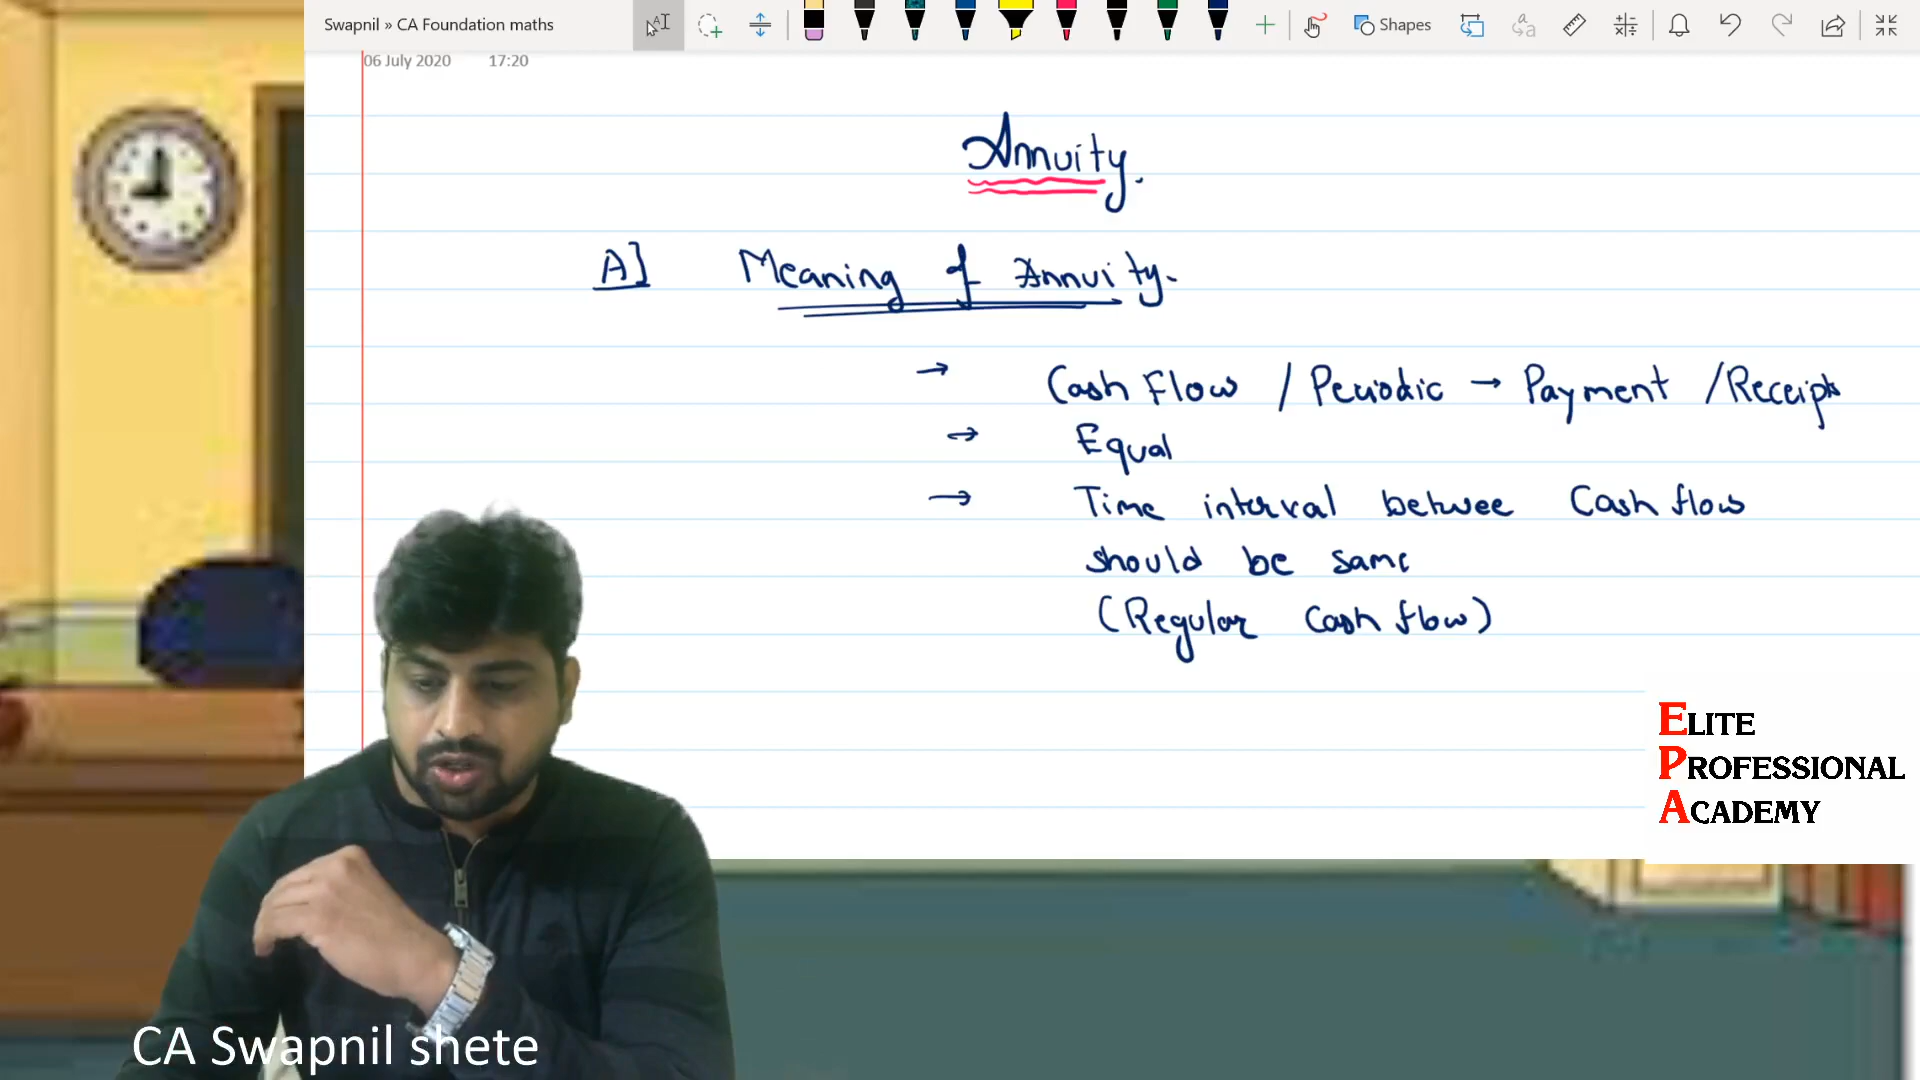 Swapnil » CA Foundation maths
Shapes
06 July 2020 17:20
Annuity.
A] Meaning of Annuity.
→ Cash Flow / Periodic → Payment / Receipts
→ Equal
→ Time interval betwee Cash flow
should be same
(Regular Cash flow)
ELITE
PROFESSIONAL
ACADEMY
CA Swapnil shete